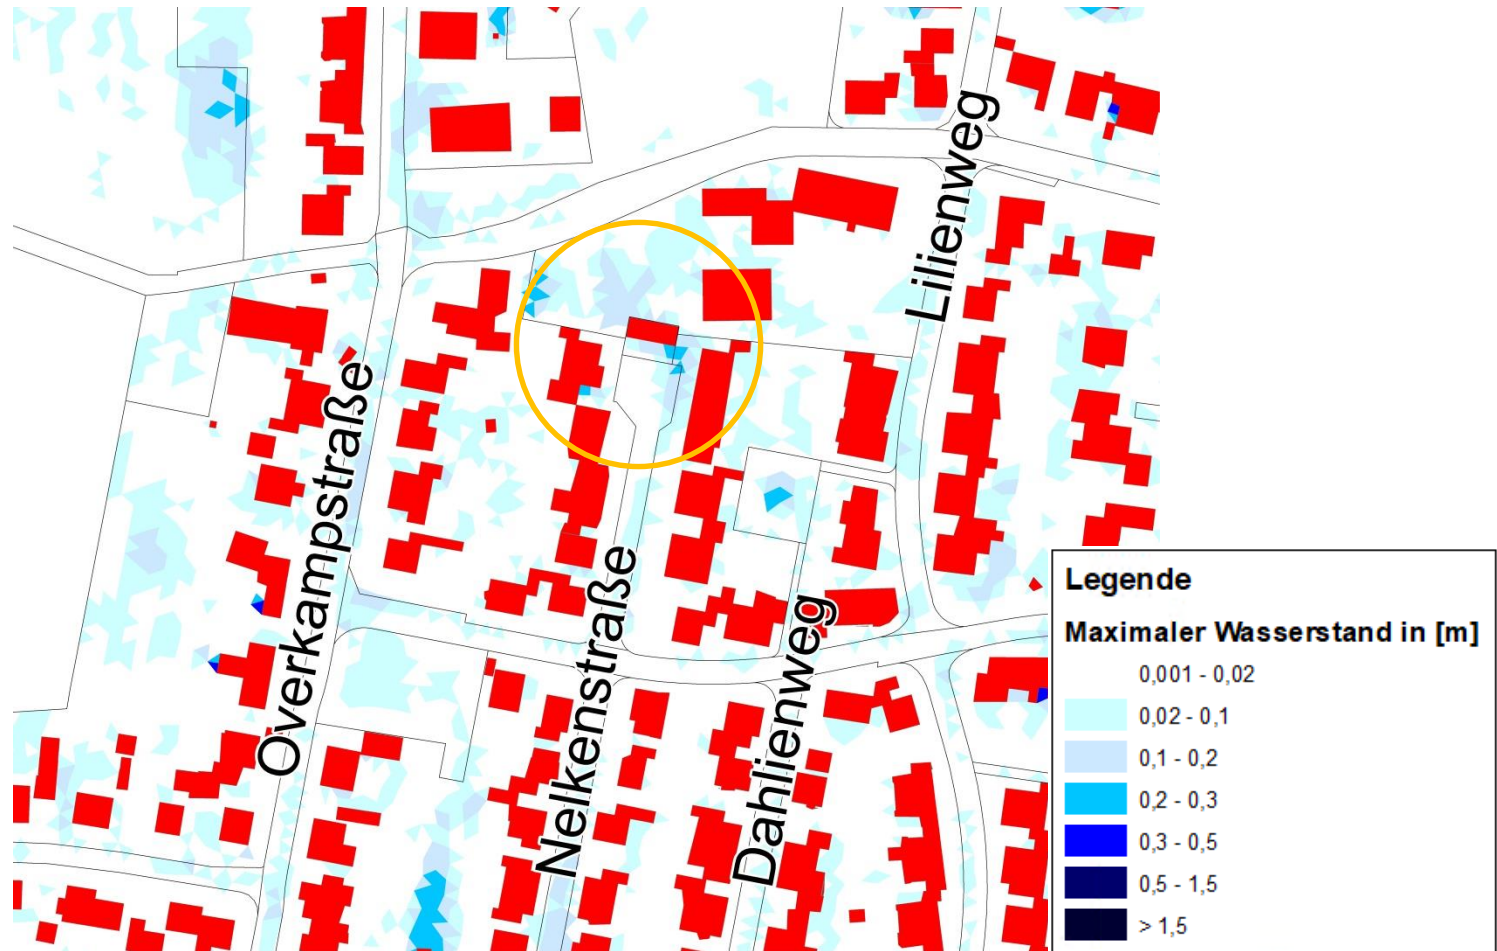 Lilienweg
Overkampstraße
Nelkenstraße
Dahlienweg
Legende
Maximaler Wasserstand in [m]
0,001 - 0,02
0,02 - 0,1
0,1 - 0,2
0,2 - 0,3
0,3 - 0,5
0,5 - 1,5
> 1,5